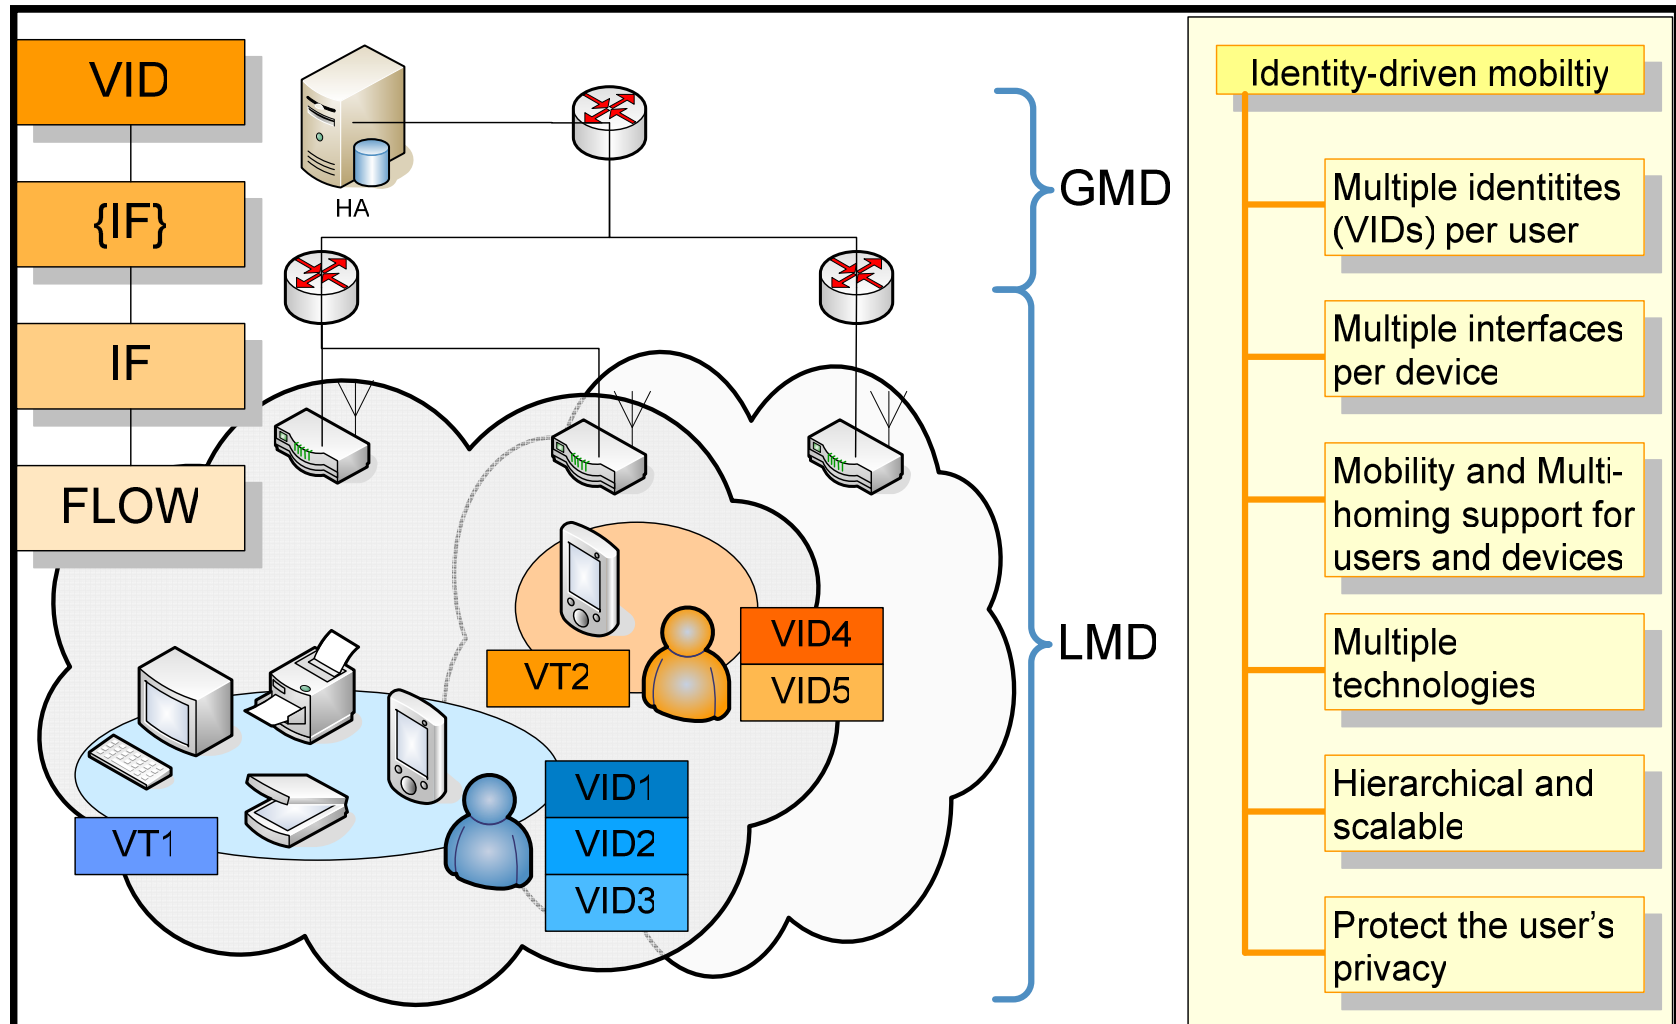 VID
{IF}
IF
FLOW
HA
GMD
LMD
VID4
VT2
VID5
VID1
VT1
VID2
VID3
Identity-driven mobiltiy
Multiple identitites
(VIDs) per user
Multiple interfaces
per device
Mobility and Multi-
homing support for
users and devices
Multiple
technologies
Hierarchical and
scalable
Protect the user’s
privacy